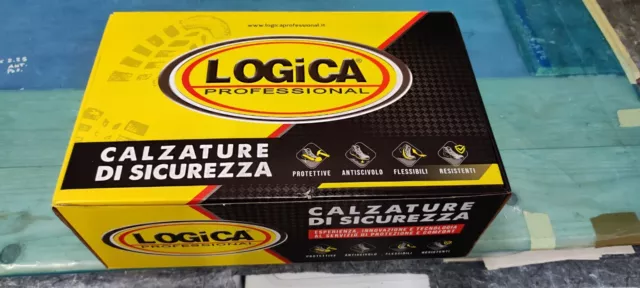 www.logicaprofessional.it
LOGiCA®
PROFESSIONAL
CALZATURE
DI SICUREZZA
PROTETTIVE
ANTISCIVOLO
FLESSIBILI
RESISTENTI
LOGiCA
PROFESSIONAL
CALZATURE
DI SICUREZZA
ESPERIENZA, INNOVAZIONE E TECNOLOGIA
AL SERVIZIO DI PROTEZIONE E COMFORT
PROTETTIVE
ANTISCIVOLO
FLESSIBILI
RESISTENTI